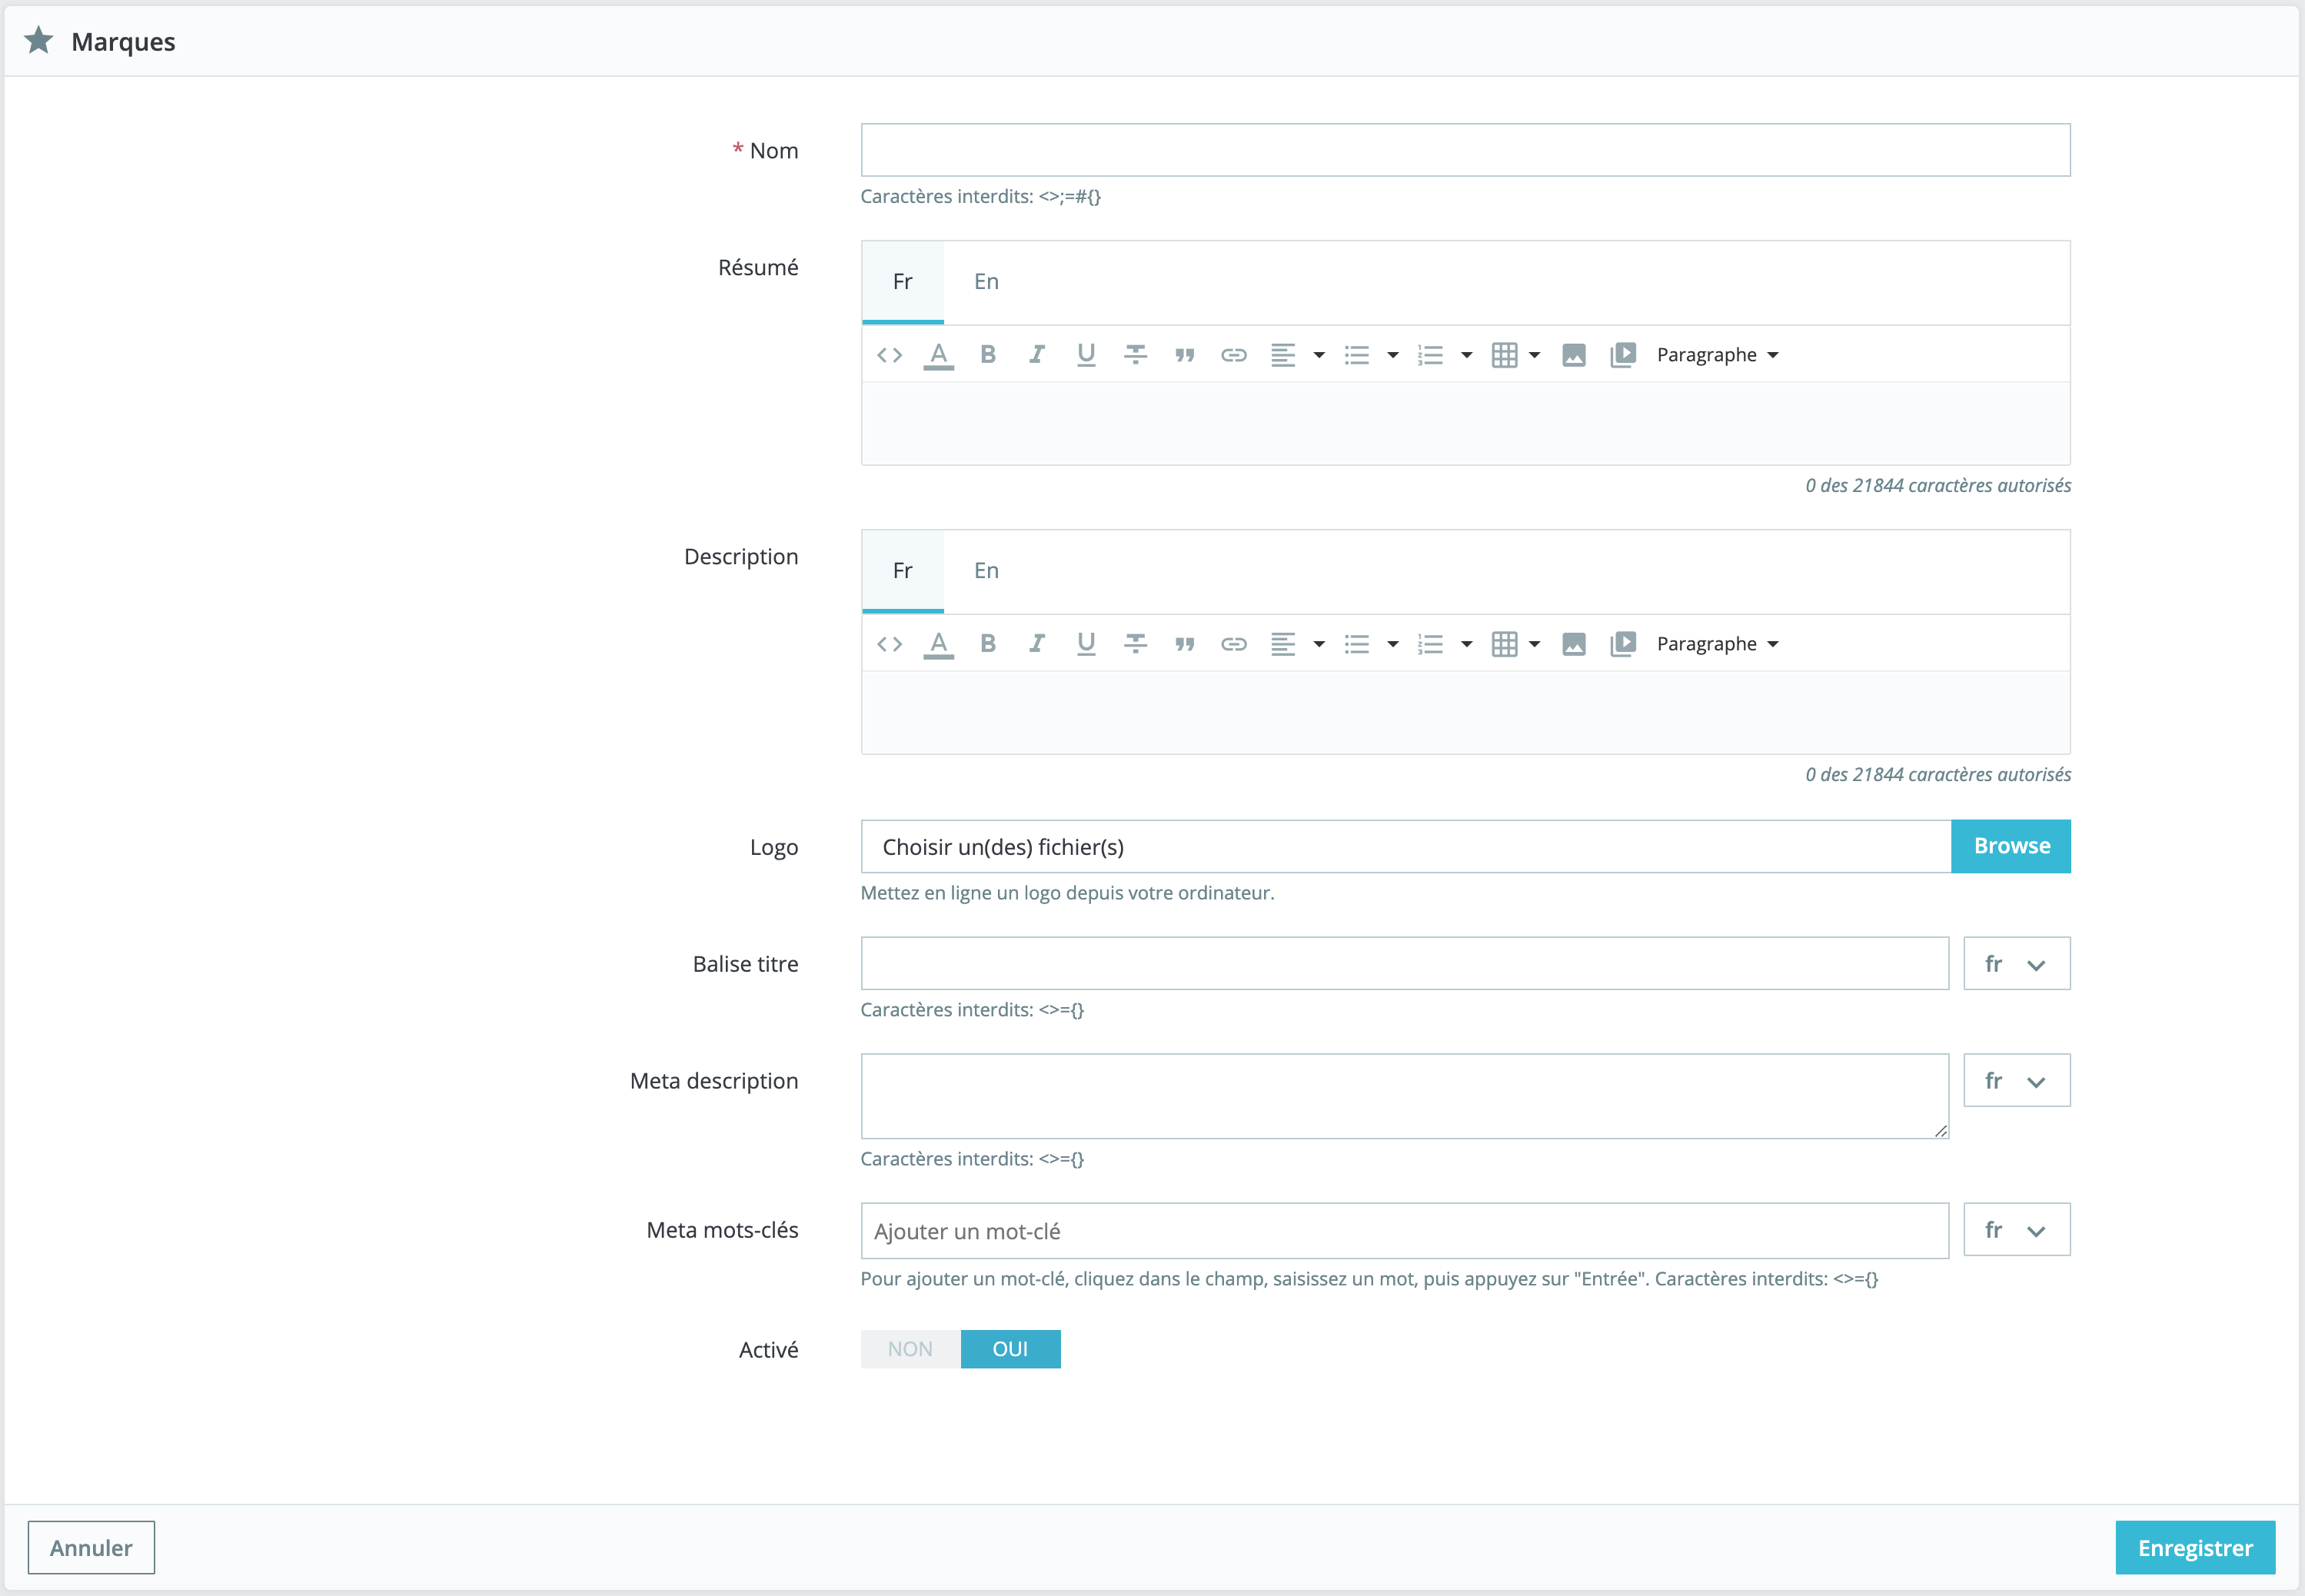 Marques
* Nom
Caractères interdits: <>;=#{}
Résumé
Fr En
Paragraphe
0 des 21844 caractères autorisés
Description
Fr En
Paragraphe
0 des 21844 caractères autorisés
Logo Choisir un(des) fichier(s) Browse
Mettez en ligne un logo depuis votre ordinateur.
Balise titre fr
Caractères interdits: <>={}
Meta description fr
Caractères interdits: <>={}
Meta mots-clés Ajouter un mot-clé fr
Pour ajouter un mot-clé, cliquez dans le champ, saisissez un mot, puis appuyez sur "Entrée". Caractères interdits: <>={}
Activé NON OUI
Annuler Enregistrer